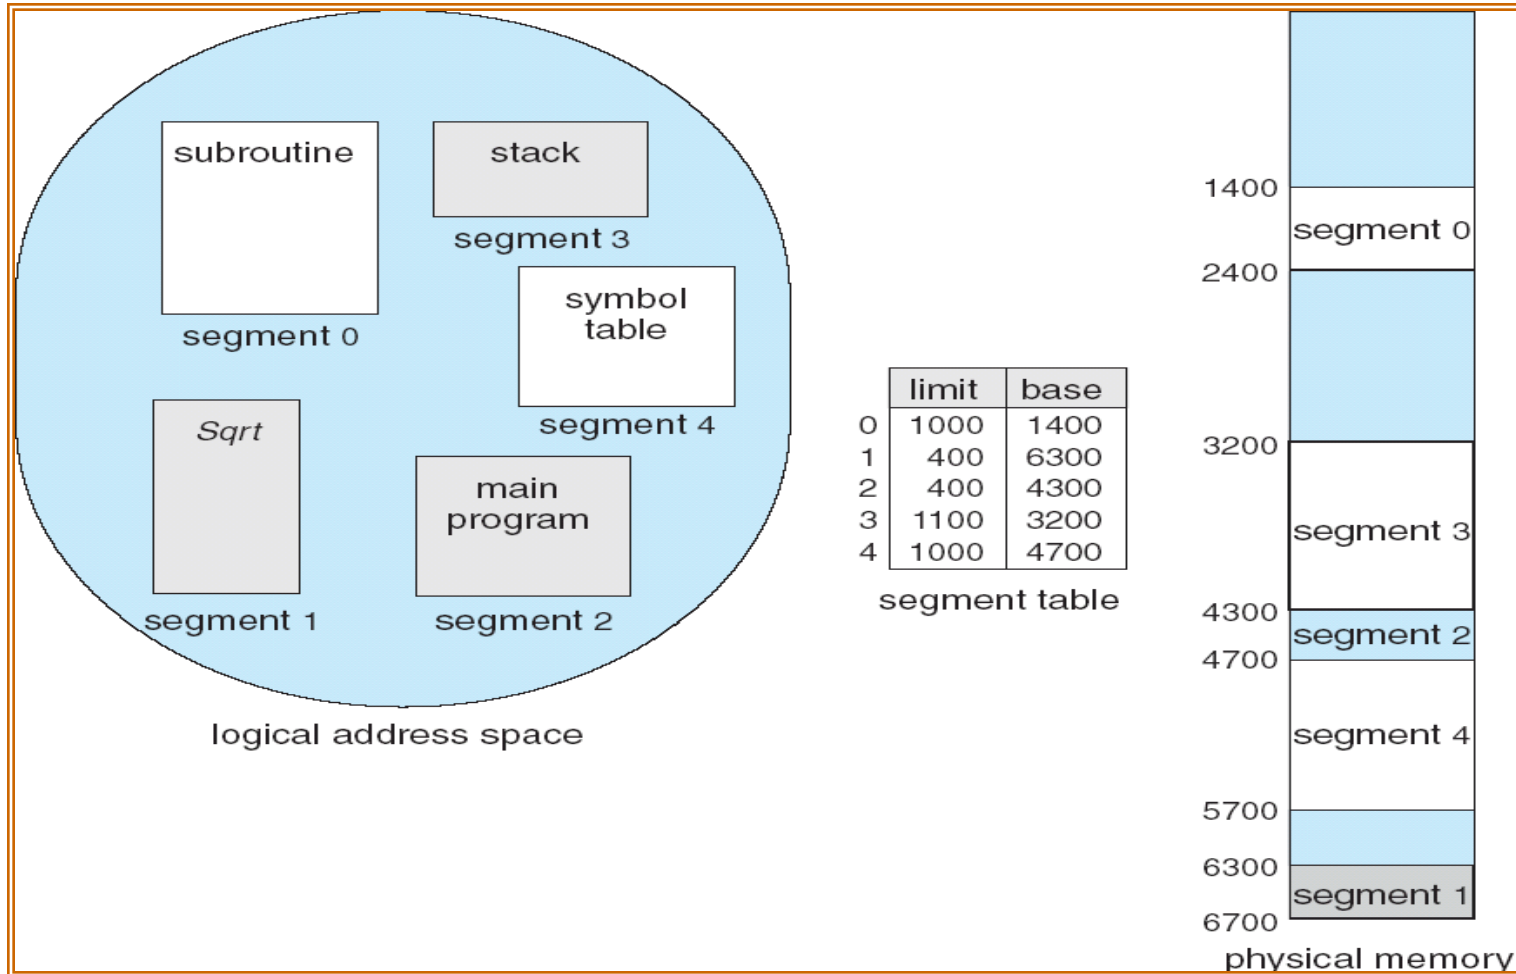 subroutine
segment 0
stack
segment 3
symbol
table
segment 4
Sqrt
segment 1
main
program
segment 2
logical address space
limit base
0 1000 1400
1 400 6300
2 400 4300
3 1100 3200
4 1000 4700
segment table
1400
segment 0
2400
3200
segment 3
4300
segment 2
4700
segment 4
5700
6300
segment 1
6700
physical memory